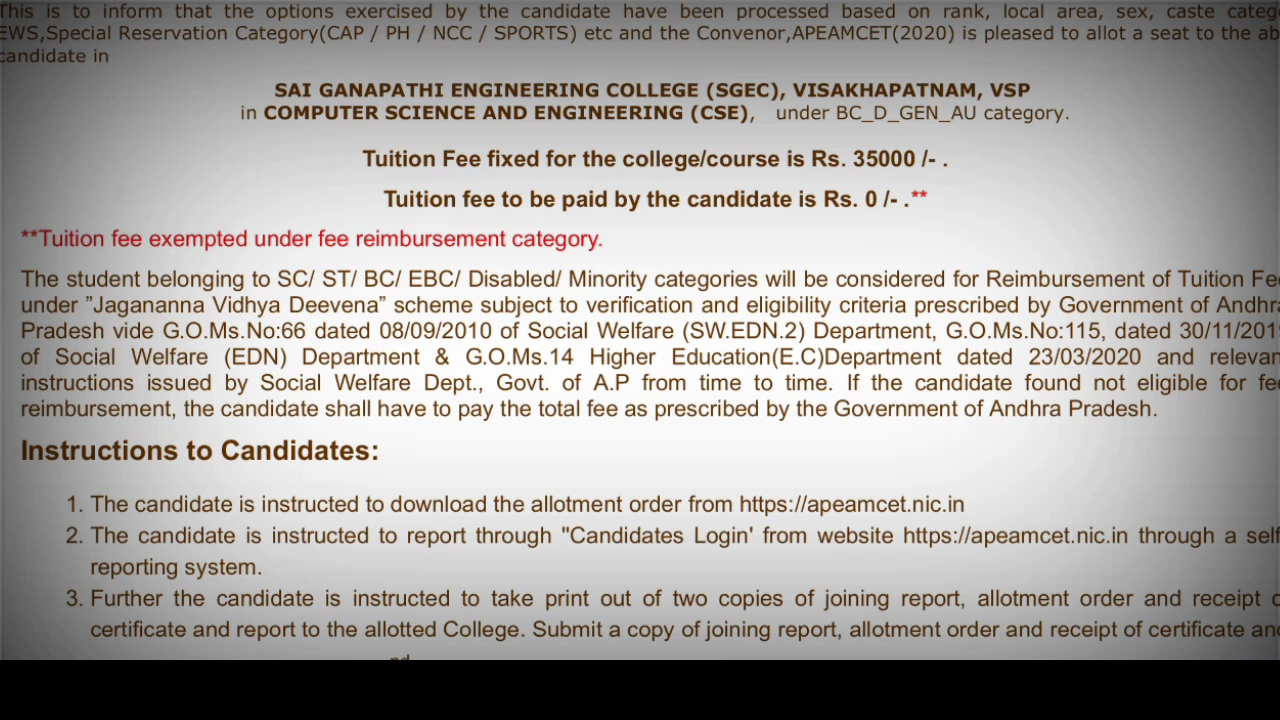 This is to inform that the options exercised by the candidate have been processed based on rank, local area, sex, caste categ
EWS,Special Reservation Category(CAP / PH / NCC / SPORTS) etc and the Convenor,APEAMCET(2020) is pleased to allot a seat to the ab
candidate in
SAI GANAPATHI ENGINEERING COLLEGE (SGEC), VISAKHAPATNAM, VSP
in COMPUTER SCIENCE AND ENGINEERING (CSE), under BC_D_GEN_AU category.
Tuition Fee fixed for the college/course is Rs. 35000 /- .
Tuition fee to be paid by the candidate is Rs. 0 /- .**
**Tuition fee exempted under fee reimbursement category.
The student belonging to SC/ ST/ BC/ EBC/ Disabled/ Minority categories will be considered for Reimbursement of Tuition Fee
under ”Jagananna Vidhya Deevena” scheme subject to verification and eligibility criteria prescribed by Government of Andhra
Pradesh vide G.O.Ms.No:66 dated 08/09/2010 of Social Welfare (SW.EDN.2) Department, G.O.Ms.No:115, dated 30/11/201
of Social Welfare (EDN) Department & G.O.Ms.14 Higher Education(E.C)Department dated 23/03/2020 and relevan
instructions issued by Social Welfare Dept., Govt. of A.P from time to time. If the candidate found not eligible for fee
reimbursement, the candidate shall have to pay the total fee as prescribed by the Government of Andhra Pradesh.
Instructions to Candidates:
1. The candidate is instructed to download the allotment order from https://apeamcet.nic.in
2. The candidate is instructed to report through "Candidates Login' from website https://apeamcet.nic.in through a self
reporting system.
3. Further the candidate is instructed to take print out of two copies of joining report, allotment order and receipt o
certificate and report to the allotted College. Submit a copy of joining report, allotment order and receipt of certificate and
nd